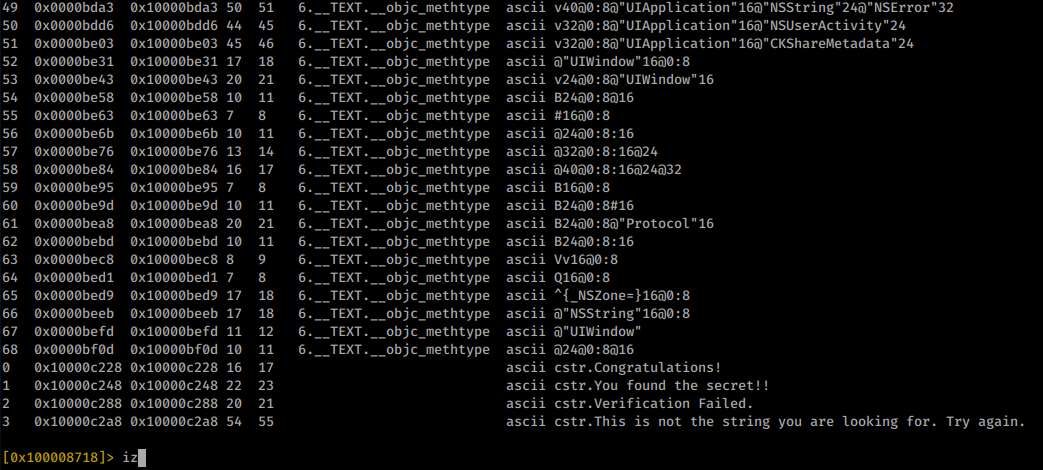 49 0x0000bda3 0x10000bda3 50 51 6.__TEXT.__objc_methtype ascii v40@0:8@"UIApplication"16@"NSString"24@"NSError"32
50 0x0000bdd6 0x10000bdd6 44 45 6.__TEXT.__objc_methtype ascii v32@0:8@"UIApplication"16@"NSUserActivity"24
51 0x0000be03 0x10000be03 45 46 6.__TEXT.__objc_methtype ascii v32@0:8@"UIApplication"16@"CKShareMetadata"24
52 0x0000be31 0x10000be31 17 18 6.__TEXT.__objc_methtype ascii @"UIWindow"16@0:8
53 0x0000be43 0x10000be43 20 21 6.__TEXT.__objc_methtype ascii v24@0:8@"UIWindow"16
54 0x0000be58 0x10000be58 10 11 6.__TEXT.__objc_methtype ascii B24@0:8@16
55 0x0000be63 0x10000be63 7 8 6.__TEXT.__objc_methtype ascii #16@0:8
56 0x0000be6b 0x10000be6b 10 11 6.__TEXT.__objc_methtype ascii @24@0:8:16
57 0x0000be76 0x10000be76 13 14 6.__TEXT.__objc_methtype ascii @32@0:8:16@24
58 0x0000be84 0x10000be84 16 17 6.__TEXT.__objc_methtype ascii @40@0:8:16@24@32
59 0x0000be95 0x10000be95 7 8 6.__TEXT.__objc_methtype ascii B16@0:8
60 0x0000be9d 0x10000be9d 10 11 6.__TEXT.__objc_methtype ascii B24@0:8#16
61 0x0000bea8 0x10000bea8 20 21 6.__TEXT.__objc_methtype ascii B24@0:8@"Protocol"16
62 0x0000bebd 0x10000bebd 10 11 6.__TEXT.__objc_methtype ascii B24@0:8:16
63 0x0000bec8 0x10000bec8 8 9 6.__TEXT.__objc_methtype ascii Vv16@0:8
64 0x0000bed1 0x10000bed1 7 8 6.__TEXT.__objc_methtype ascii Q16@0:8
65 0x0000bed9 0x10000bed9 17 18 6.__TEXT.__objc_methtype ascii ^{_NSZone=}16@0:8
66 0x0000beeb 0x10000beeb 17 18 6.__TEXT.__objc_methtype ascii @"NSString"16@0:8
67 0x0000befd 0x10000befd 11 12 6.__TEXT.__objc_methtype ascii @"UIWindow"
68 0x0000bf0d 0x10000bf0d 10 11 6.__TEXT.__objc_methtype ascii @24@0:8@16
0 0x10000c228 0x10000c228 16 17 ascii cstr.Congratulations!
1 0x10000c248 0x10000c248 22 23 ascii cstr.You found the secret!!
2 0x10000c288 0x10000c288 20 21 ascii cstr.Verification Failed.
3 0x10000c2a8 0x10000c2a8 54 55 ascii cstr.This is not the string you are looking for. Try again.
[0x100008718]> iz